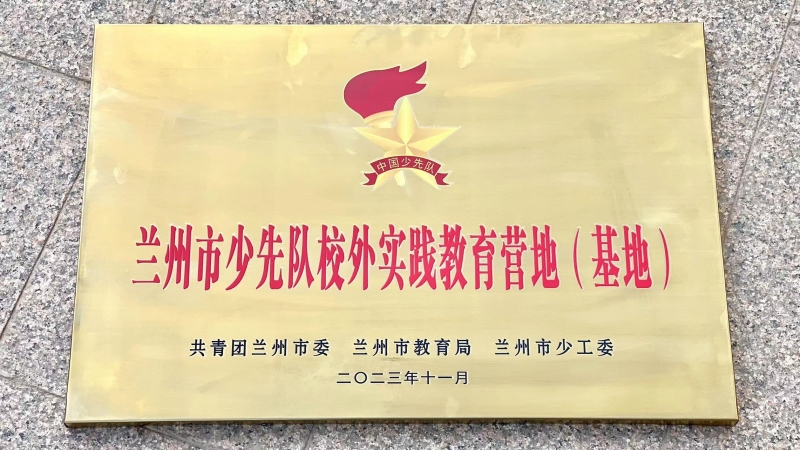 中国少先队
兰州市少先队校外实践教育营地（基地）
共青团兰州市委 兰州市教育局 兰州市少工委
二〇二三年十一月